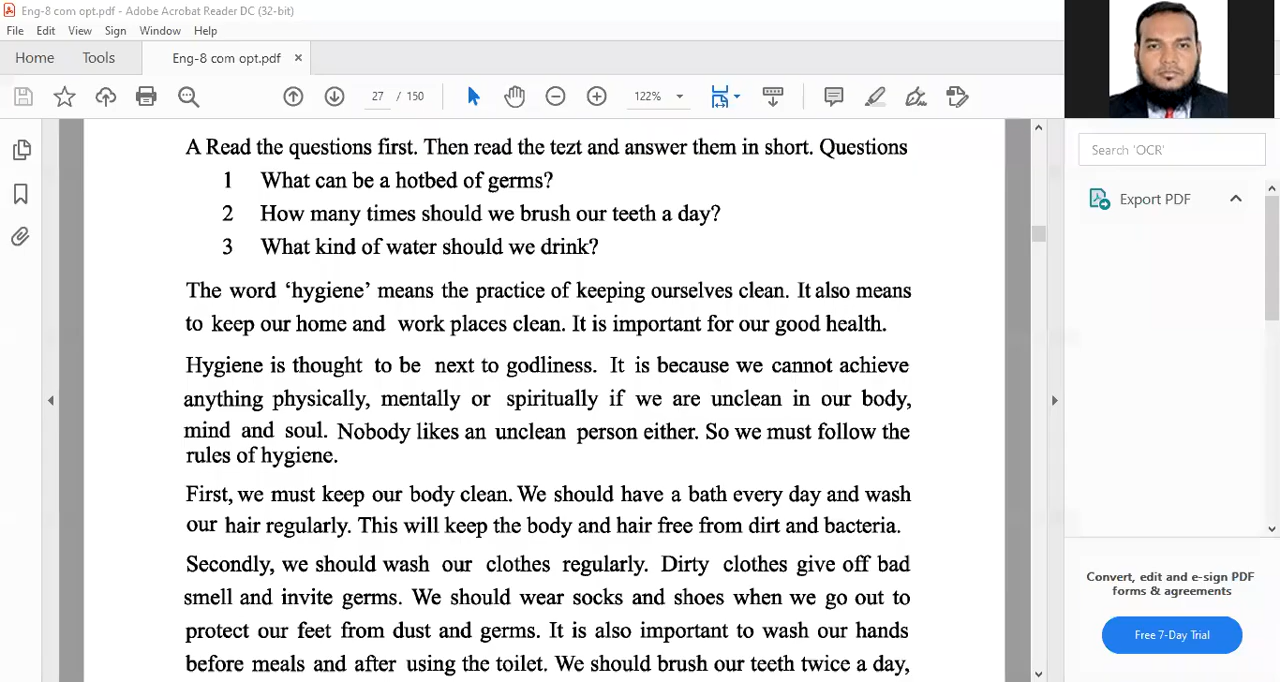 Eng-8 com opt.pdf - Adobe Acrobat Reader DC (32-bit)
File Edit View Sign Window Help
Home Tools Eng-8 com opt.pdf ×
27 / 150 122%
Search 'OCR'
Export PDF
A Read the questions first. Then read the tezt and answer them in short. Questions
1 What can be a hotbed of germs?
2 How many times should we brush our teeth a day?
3 What kind of water should we drink?
The word ‘hygiene’ means the practice of keeping ourselves clean. It also means
to keep our home and work places clean. It is important for our good health.
Hygiene is thought to be next to godliness. It is because we cannot achieve
anything physically, mentally or spiritually if we are unclean in our body,
mind and soul. Nobody likes an unclean person either. So we must follow the
rules of hygiene.
First, we must keep our body clean. We should have a bath every day and wash
our hair regularly. This will keep the body and hair free from dirt and bacteria.
Secondly, we should wash our clothes regularly. Dirty clothes give off bad
smell and invite germs. We should wear socks and shoes when we go out to
protect our feet from dust and germs. It is also important to wash our hands
before meals and after using the toilet. We should brush our teeth twice a day,
Convert, edit and e-sign PDF
forms & agreements
Free 7-Day Trial